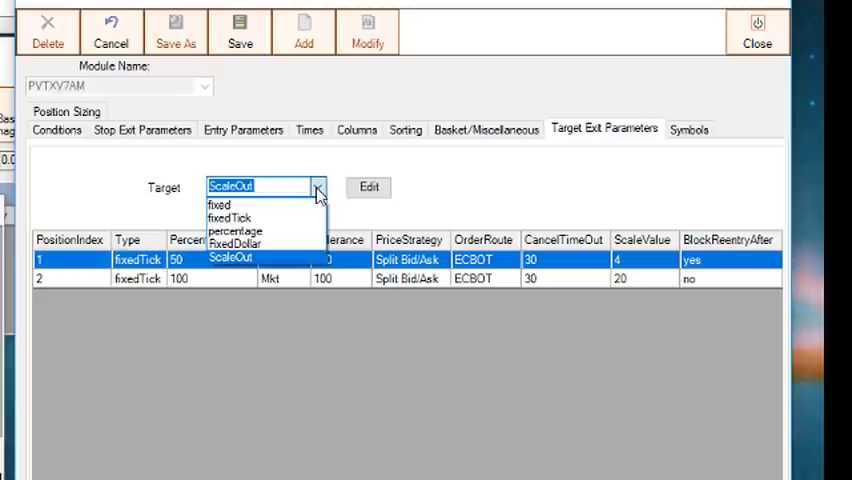 Delete Cancel Save As Save Add Modify Close
Module Name:
PVTXV7AM
Position Sizing
Conditions Stop Exit Parameters Entry Parameters Times Columns Sorting Basket/Miscellaneous Target Exit Parameters Symbols
Target ScaleOut Edit
fixed
fixedTick
percentage
FixedDollar
ScaleOut
PositionIndex Type PriceStrategy OrderRoute CancelTimeOut ScaleValue BlockReentryAfter
1 fixedTick 50 Split Bid/Ask ECBOT 30 4 yes
2 fixedTick 100 Mkt 100 Split Bid/Ask ECBOT 30 20 no